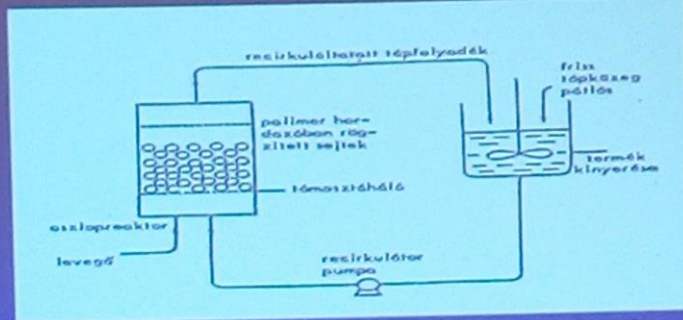 recirkuláltatott tápfolyadék
friss
tápközeg
pótlás
polimer hor-
dozóban rög-
zített sejtek
termék
kinyerése
támasztóháló
oszlopreaktor
levegő
recirkulátor
pumpa